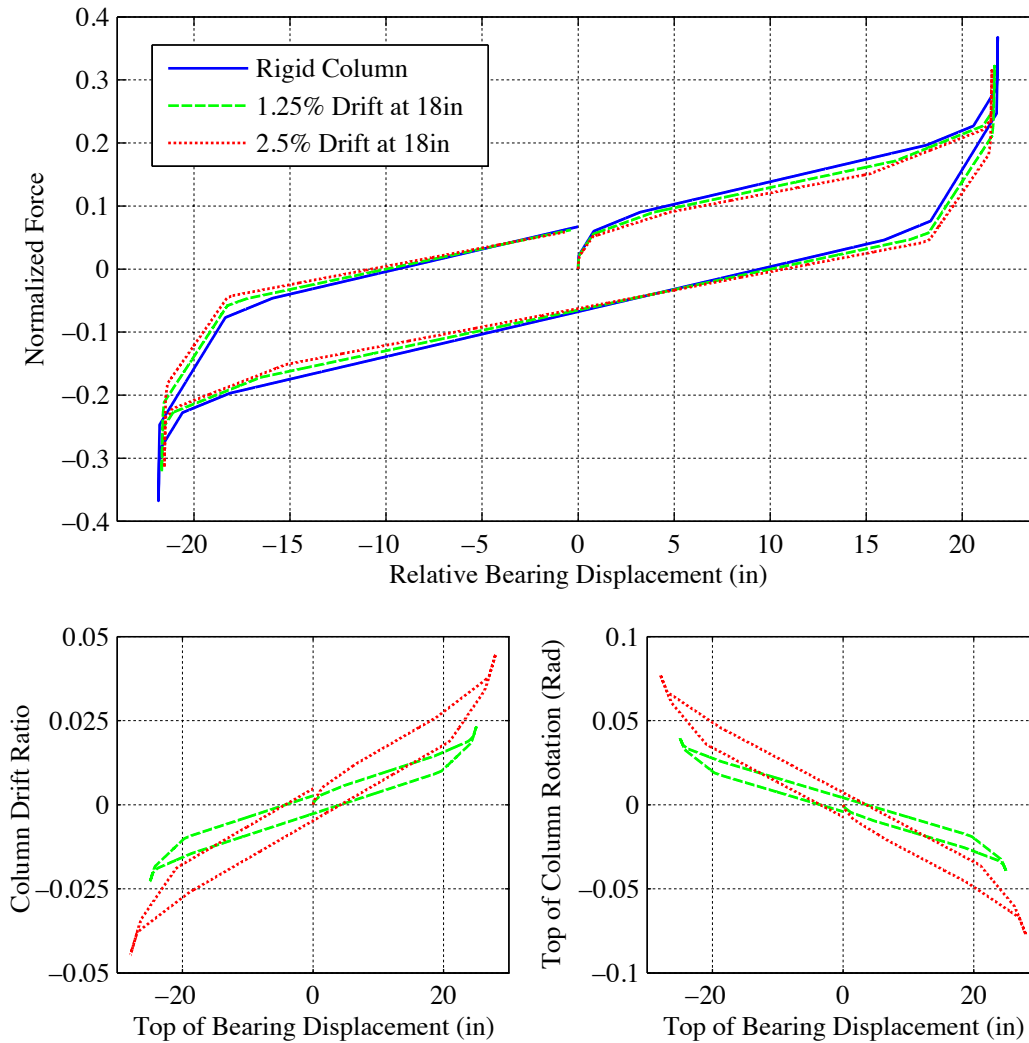 0.4
0.3
0.2
0.1
0
−0.1
−0.2
−0.3
−0.4
Normalized Force
Rigid Column
1.25% Drift at 18in
2.5% Drift at 18in
−20 −15 −10 −5 0 5 10 15 20
Relative Bearing Displacement (in)
0.05
0.025
0
−0.025
−0.05
Column Drift Ratio
−20 0 20
Top of Bearing Displacement (in)
0.1
0.05
0
−0.05
−0.1
Top of Column Rotation (Rad)
−20 0 20
Top of Bearing Displacement (in)